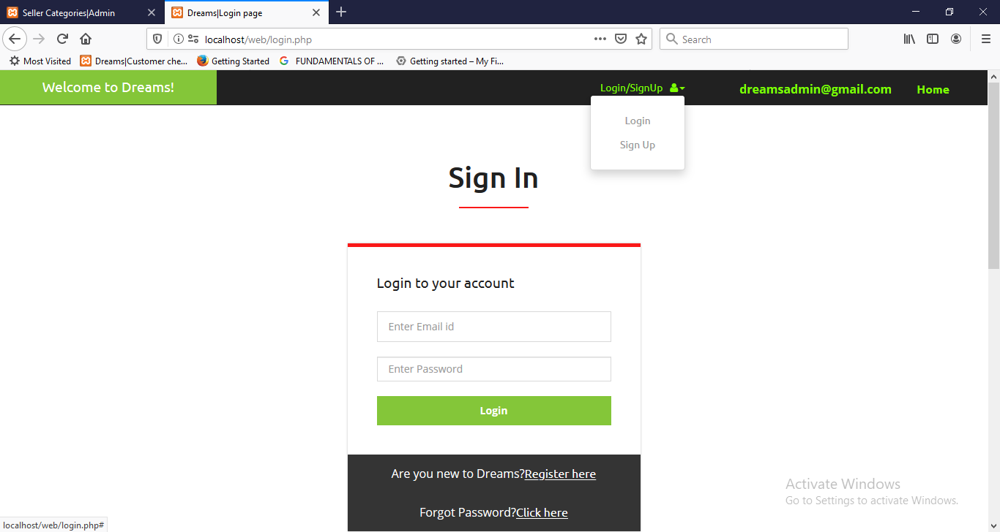 Seller Categories|Admin
Dreams|Login page
localhost/web/login.php
Search
Most Visited
Dreams|Customer che...
Getting Started
FUNDAMENTALS OF ...
Getting started – My Fi...
Welcome to Dreams!
Login/SignUp
dreamsadmin@gmail.com
Home
Login
Sign Up
Sign In
Login to your account
Enter Email id
Enter Password
Login
Are you new to Dreams?Register here
Forgot Password?Click here
Activate Windows
Go to Settings to activate Windows.
localhost/web/login.php#